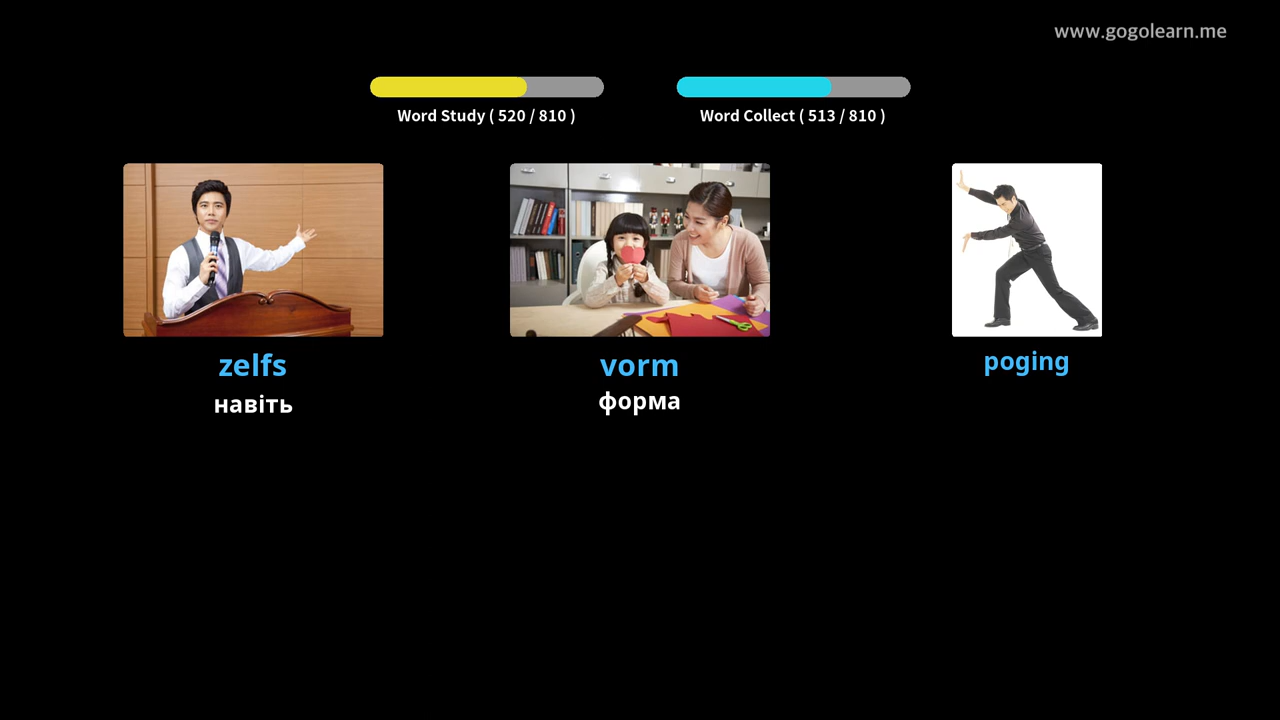 www.gogolearn.me
Word Study ( 520 / 810 )
Word Collect ( 513 / 810 )
zelfs
навіть
vorm
форма
poging